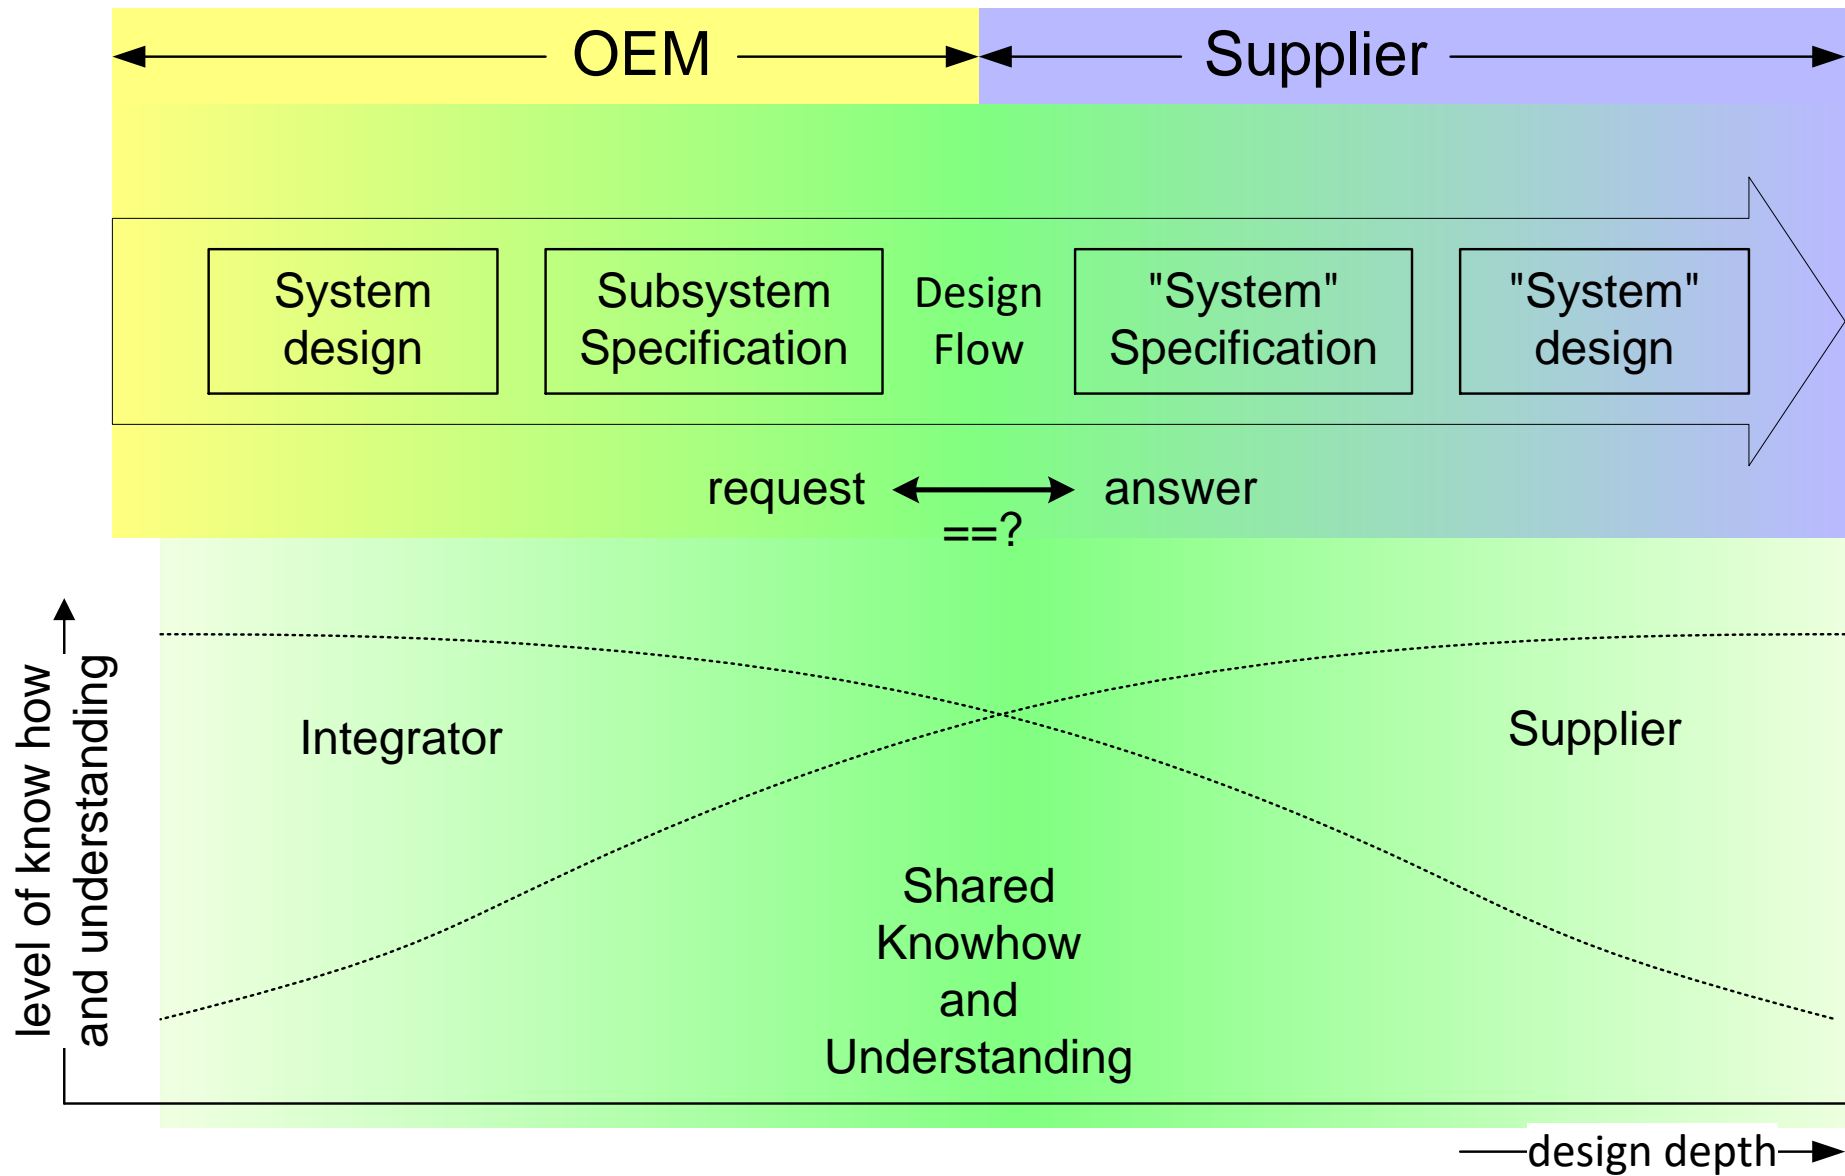 OEM
Supplier
System
design
Subsystem
Specification
Design
Flow
"System"
Specification
"System"
design
request
answer
==?
level of know how
and understanding
Integrator
Supplier
Shared
Knowhow
and
Understanding
design depth